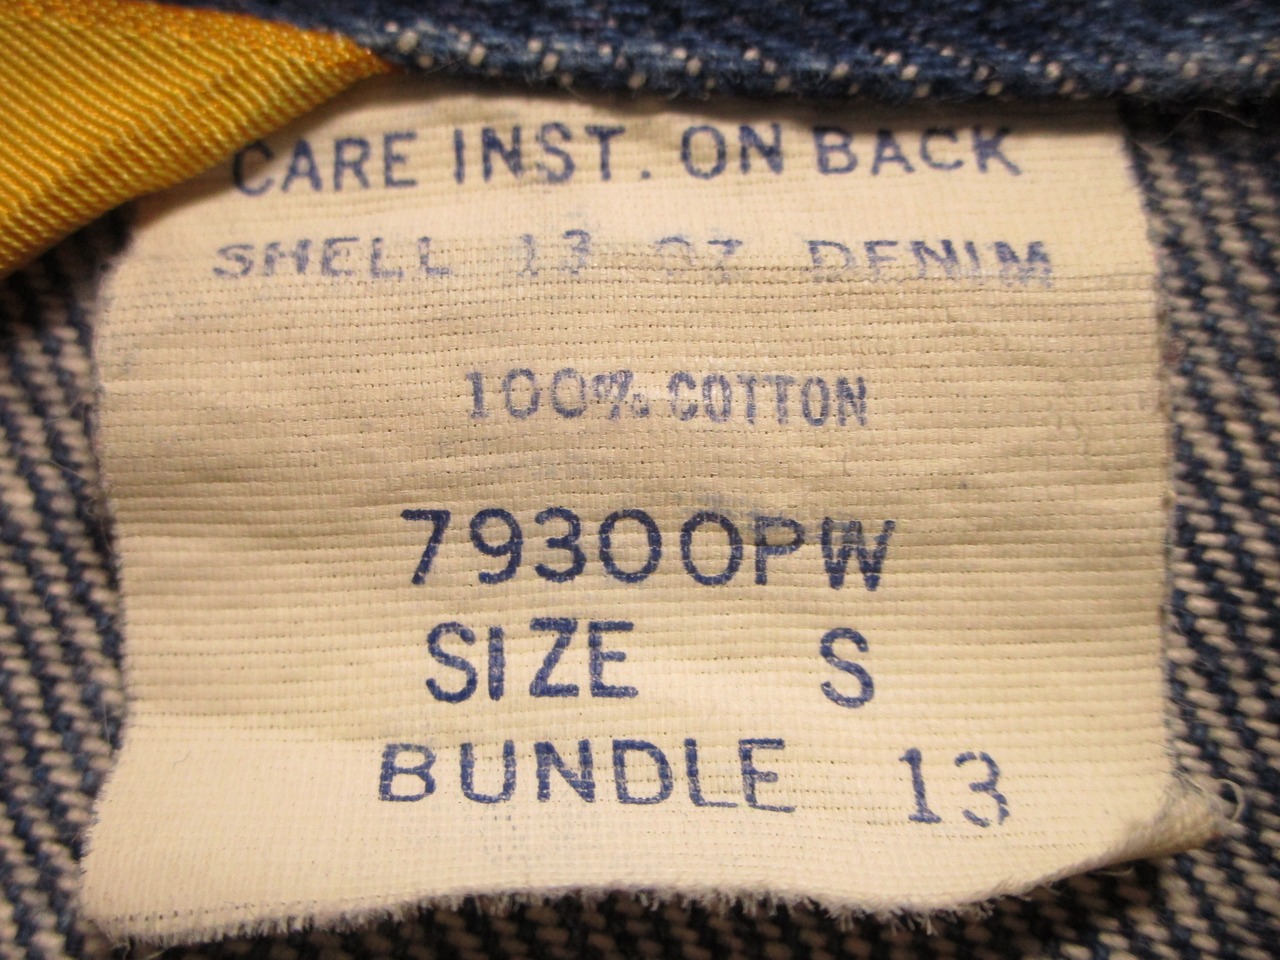 CARE INST. ON BACK
SHELL 13 OZ DENIM
100% COTTON
79300PW
SIZE S
BUNDLE 13